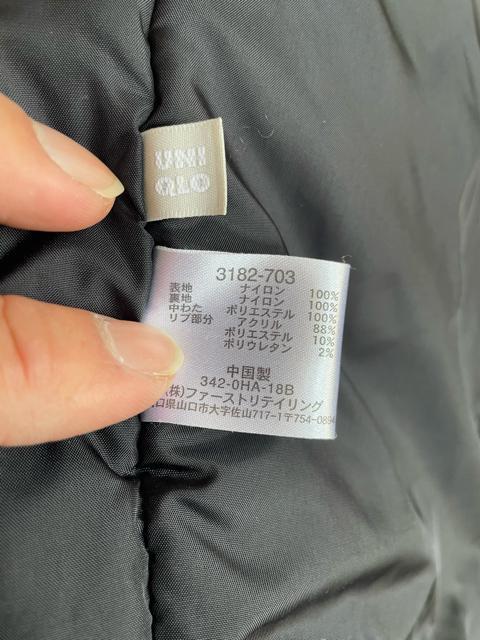 UNI
QLO
3182-703
表地 ナイロン 100%
裏地 ナイロン 100%
中わた ポリエステル 100%
リブ部分 アクリル 88%
ポリエステル 10%
ポリウレタン 2%
中国製
342-0HA-18B
(株)ファーストリテイリング
口県山口市大字佐山717-1〒754-0894